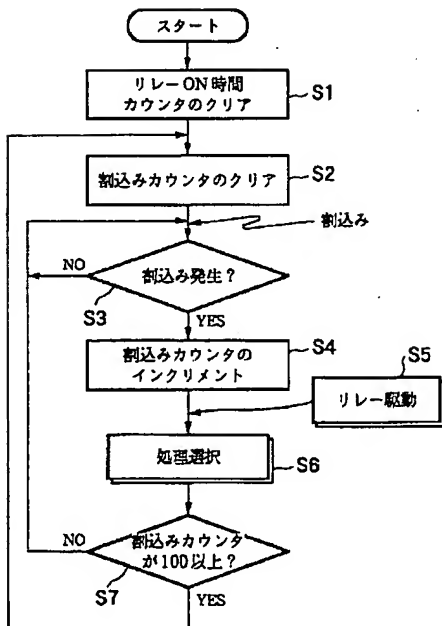 スタート
リレーON時間
カウンタのクリア
S1
割込みカウンタのクリア
S2
割込み
NO
割込み発生?
S3
YES
割込みカウンタの
インクリメント
S4
S5
リレー駆動
処理選択
S6
NO
割込みカウンタ
が100以上?
S7
YES